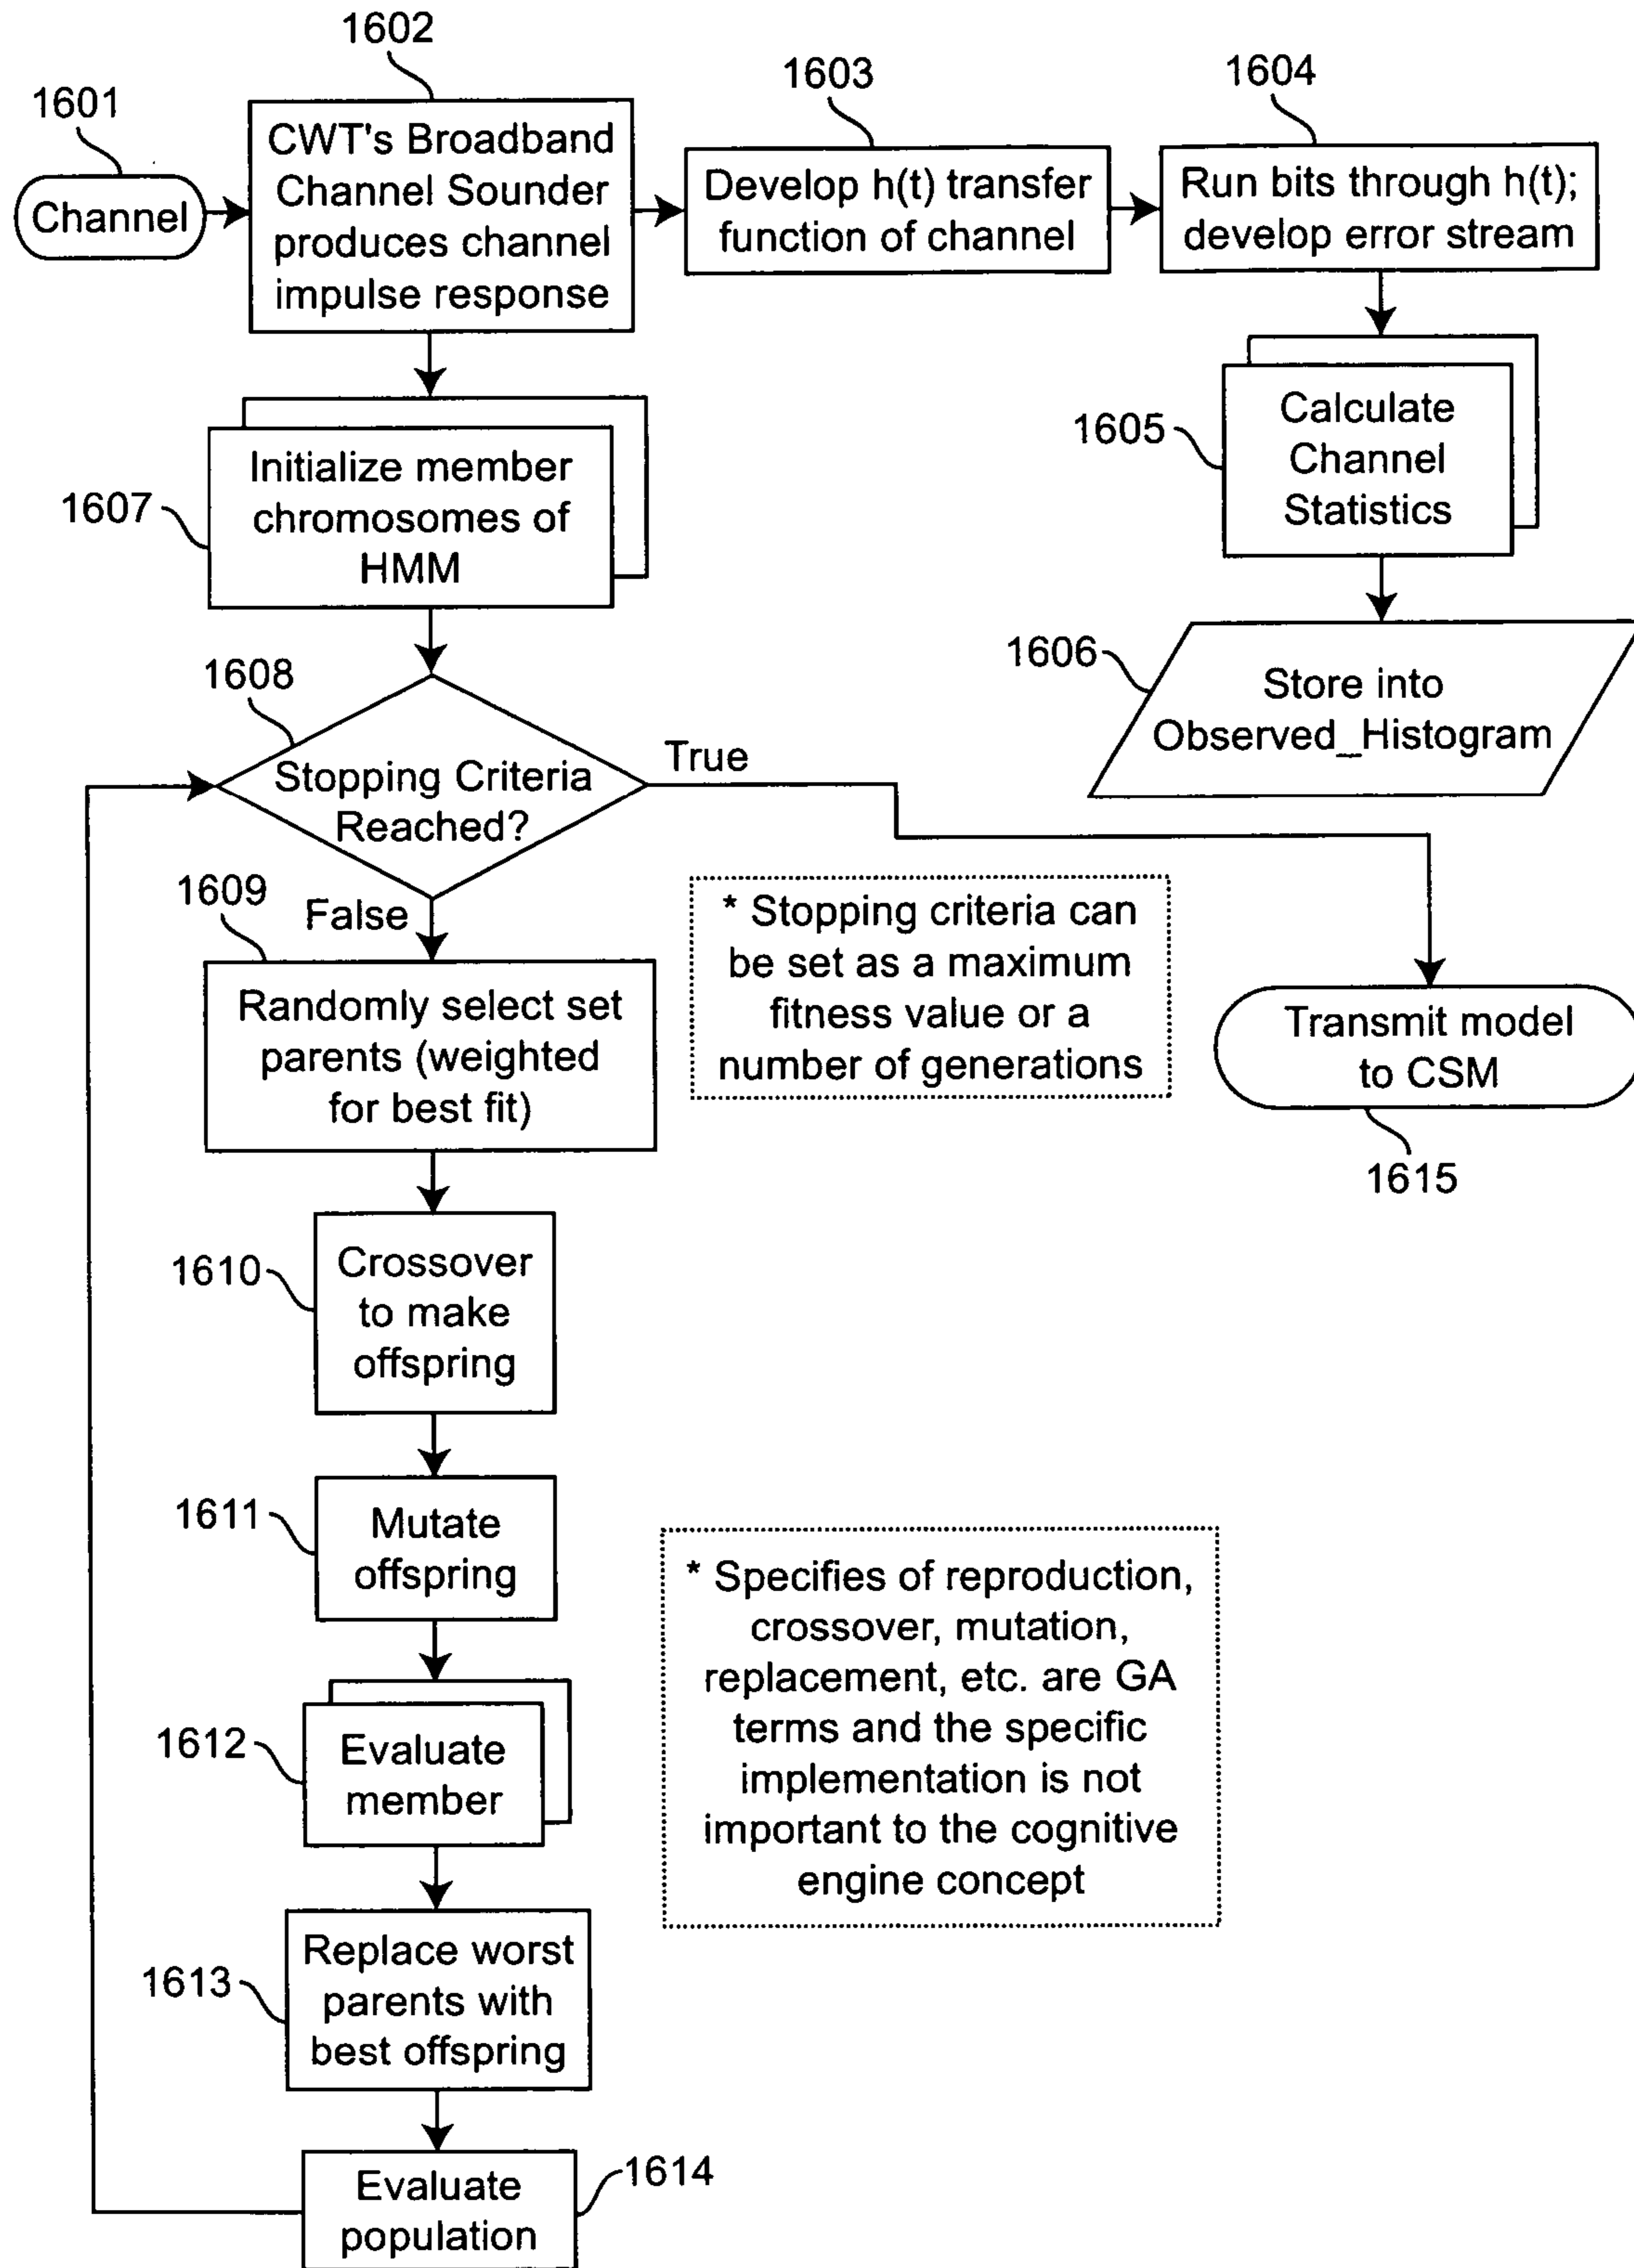 1601
Channel
1602
CWT's Broadband
Channel Sounder
produces channel
impulse response
1603
Develop h(t) transfer
function of channel
1604
Run bits through h(t);
develop error stream
1605
Calculate
Channel
Statistics
1606
Store into
Observed_Histogram
1607
Initialize member
chromosomes of
HMM
1608
Stopping Criteria
Reached?
True
False
* Stopping criteria can
be set as a maximum
fitness value or a
number of generations
Transmit model
to CSM
1615
1609
Randomly select set
parents (weighted
for best fit)
1610
Crossover
to make
offspring
1611
Mutate
offspring
* Specifies of reproduction,
crossover, mutation,
replacement, etc. are GA
terms and the specific
implementation is not
important to the cognitive
engine concept
1612
Evaluate
member
1613
Replace worst
parents with
best offspring
1614
Evaluate
population